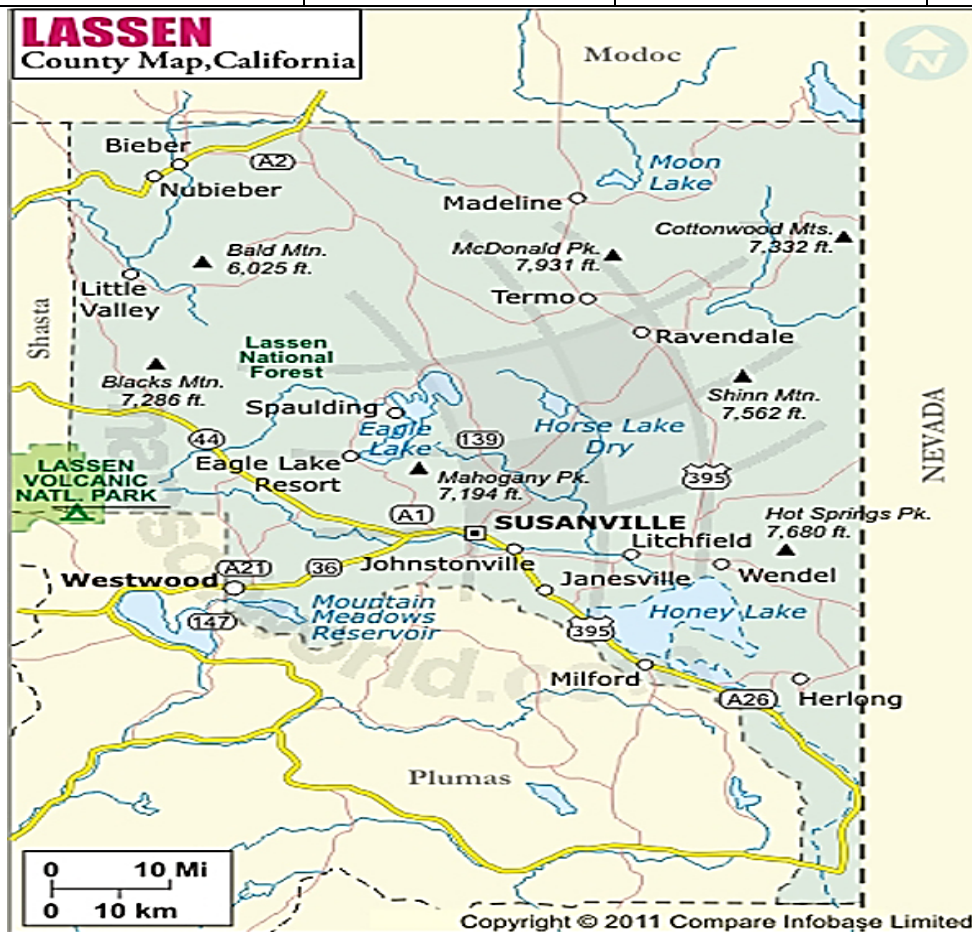 LASSEN
County Map,California
N
Modoc
Bieber
A2
Nubieber
Moon
Lake
Madeline
Cottonwood Mts.
7,332 ft.
Bald Mtn.
6,025 ft.
McDonald Pk.
7,931 ft.
Little
Valley
Termo
Shasta
Ravendale
Lassen
National
Forest
Blacks Mtn.
7,286 ft.
Shinn Mtn.
7,562 ft.
NEVADA
Spaulding
Eagle
Lake
Horse Lake
Dry
44
139
LASSEN
VOLCANIC
NATL. PARK
Eagle Lake
Resort
Mahogany Pk.
7,194 ft.
395
A1
SUSANVILLE
Hot Springs Pk.
7,680 ft.
Litchfield
Johnstonville
Wendel
Westwood
A21
36
Janesville
Mountain
Meadows
Reservoir
147
Honey Lake
395
Milford
A26
Herlong
Plumas
0 10 Mi
0 10 km
Copyright © 2011 Compare Infobase Limited